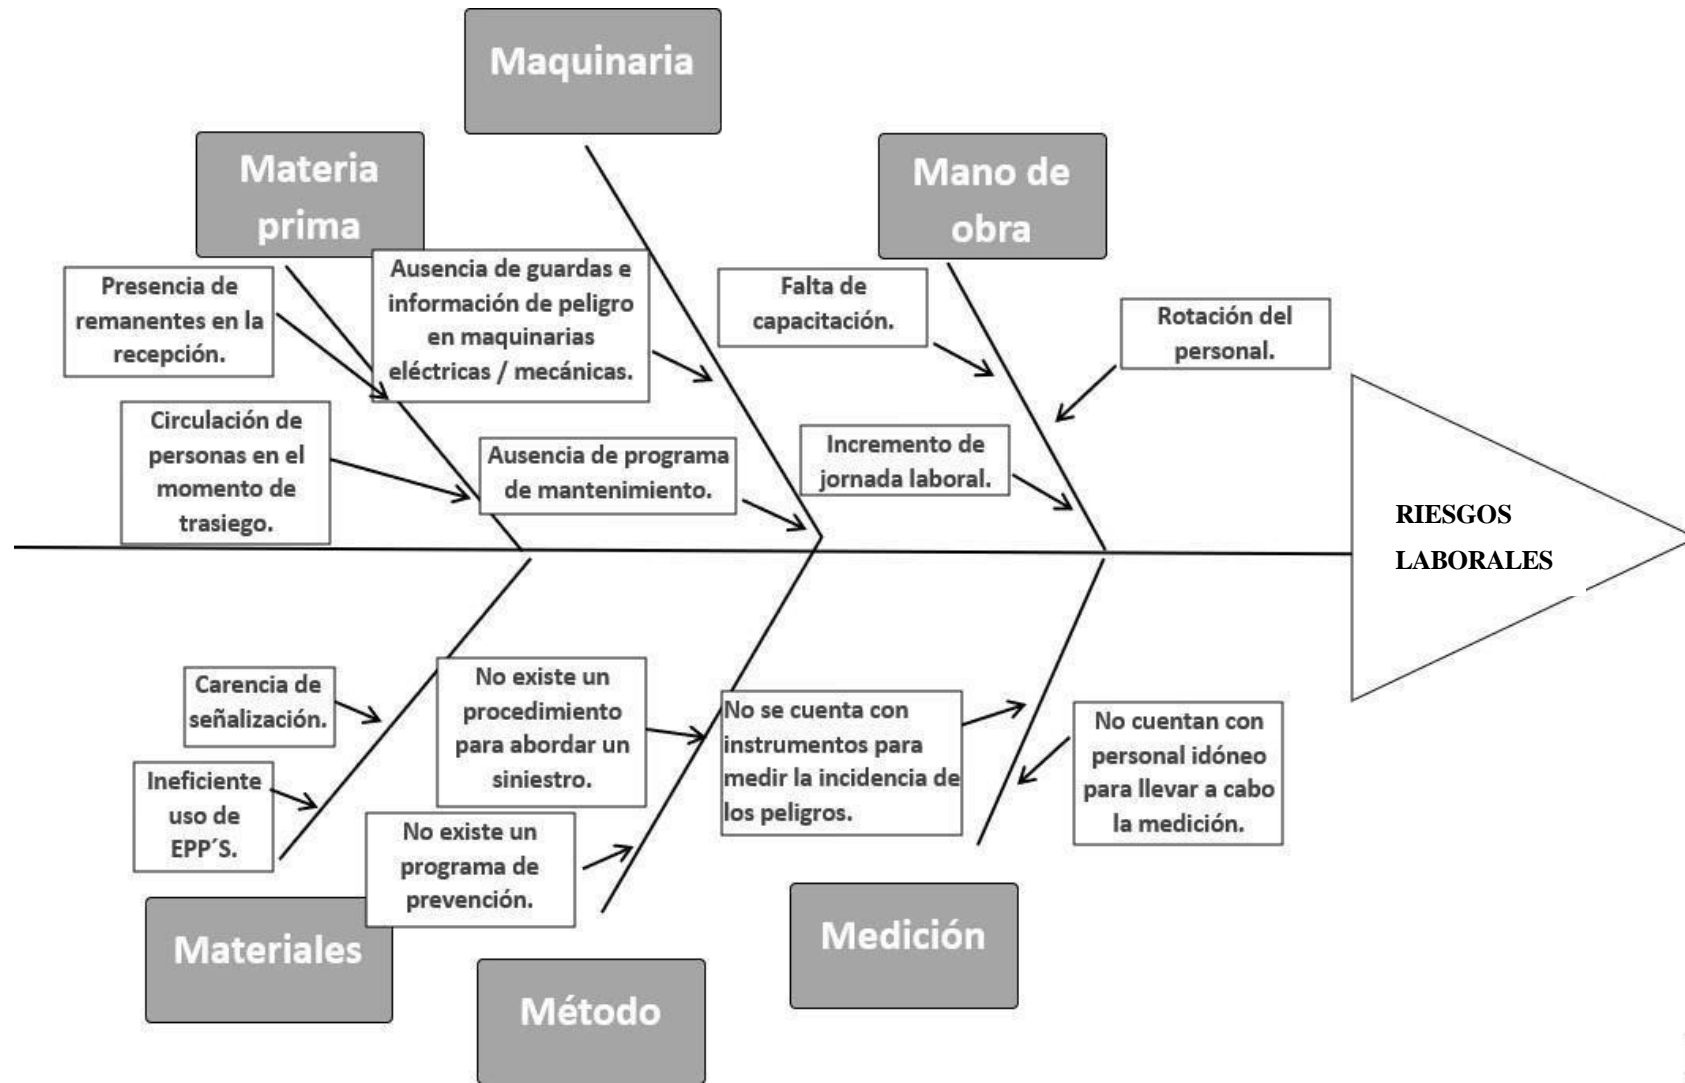 Maquinaria
Materia
prima
Mano de
obra
Presencia de
remanentes en la
recepción.
Ausencia de guardas e
información de peligro
en maquinarias
eléctricas / mecánicas.
Falta de
capacitación.
Rotación del
personal.
Circulación de
personas en el
momento de
trasiego.
Ausencia de programa
de mantenimiento.
Incremento de
jornada laboral.
RIESGOS
LABORALES
Carencia de
señalización.
Ineficiente
uso de
EPP´S.
No existe un
procedimiento
para abordar un
siniestro.
No existe un
programa de
prevención.
No se cuenta con
instrumentos para
medir la incidencia de
los peligros.
No cuentan con
personal idóneo
para llevar a cabo
la medición.
Materiales
Método
Medición